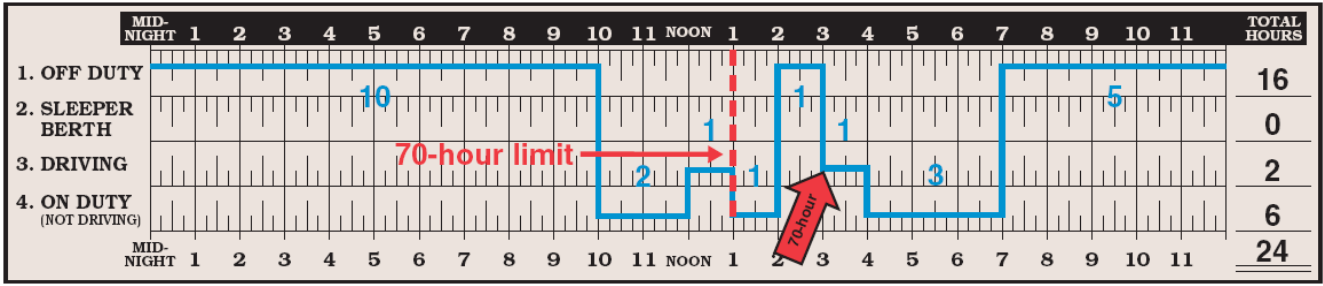 MID-
NIGHT 1 2 3 4 5 6 7 8 9 10 11 NOON 1 2 3 4 5 6 7 8 9 10 11
TOTAL
HOURS
1. OFF DUTY
10
1
5
16
2. SLEEPER
BERTH
1
1
0
70-hour limit
3. DRIVING
2
1
3
2
4. ON DUTY
(NOT DRIVING)
70-hour
6
MID-
NIGHT 1 2 3 4 5 6 7 8 9 10 11 NOON 1 2 3 4 5 6 7 8 9 10 11
24